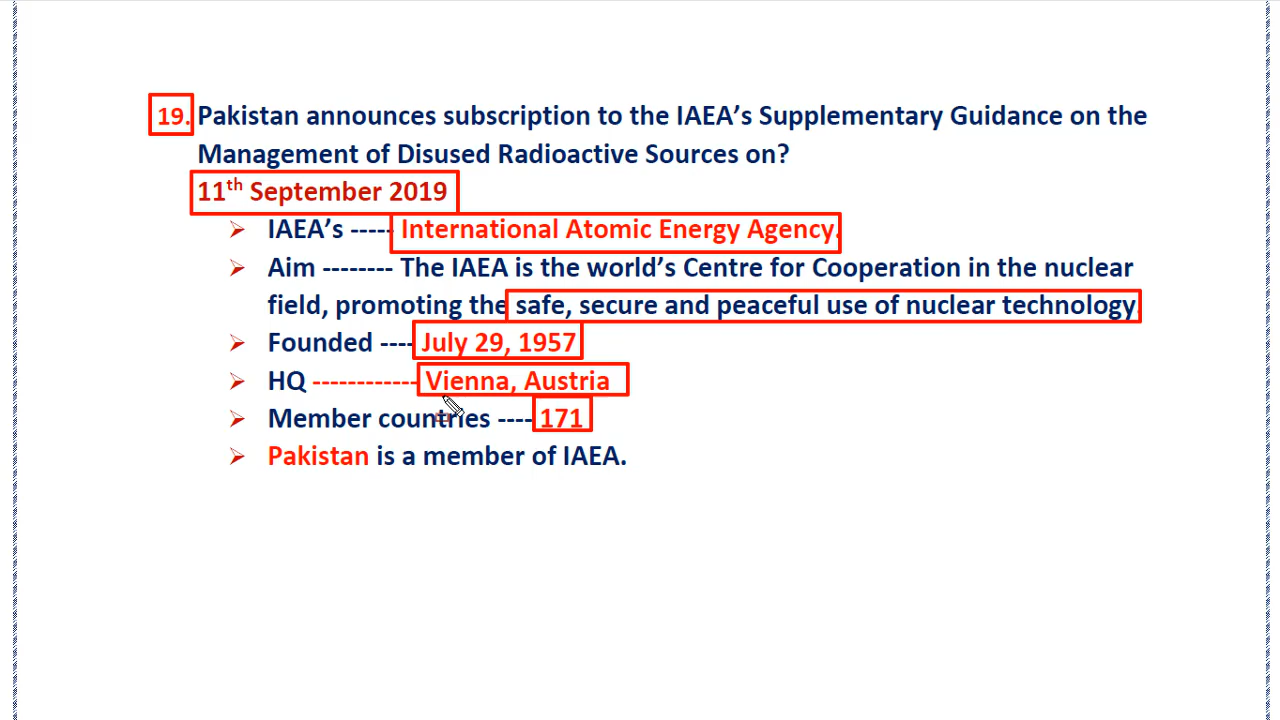 19. Pakistan announces subscription to the IAEA's Supplementary Guidance on the
Management of Disused Radioactive Sources on?
11th September 2019
➢ IAEA's ----- International Atomic Energy Agency.
➢ Aim -------- The IAEA is the world's Centre for Cooperation in the nuclear
field, promoting the safe, secure and peaceful use of nuclear technology.
➢ Founded ---- July 29, 1957
➢ HQ ------------ Vienna, Austria
➢ Member countries ---- 171
➢ Pakistan is a member of IAEA.